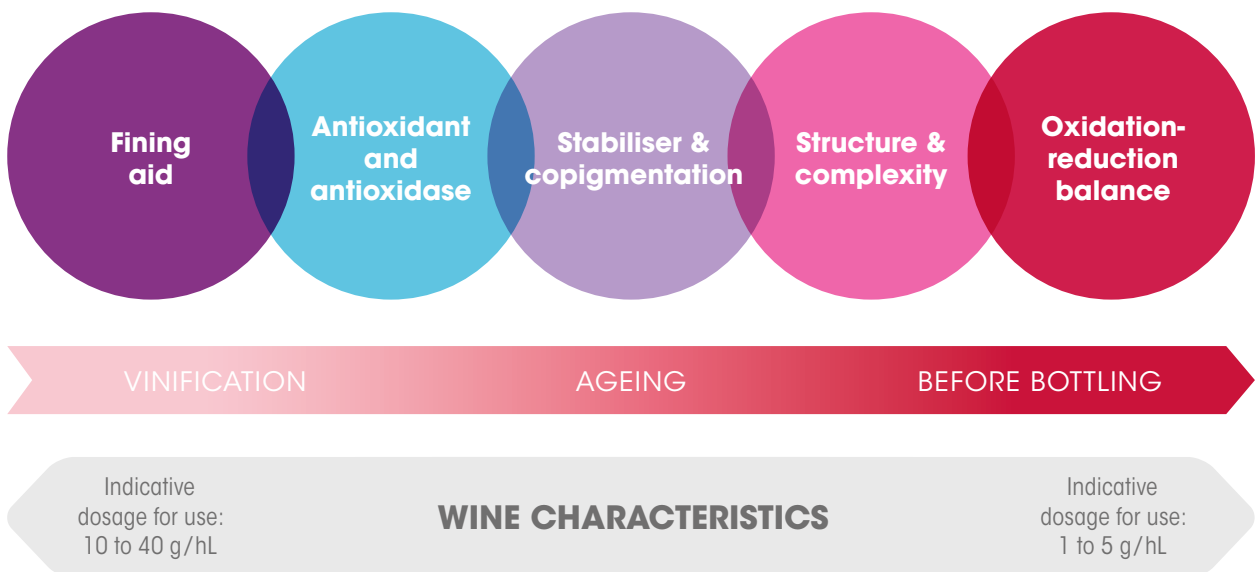 Fining
aid
Antioxidant
and
antioxidase
Stabiliser &
copigmentation
Structure &
complexity
Oxidation-
reduction
balance
VINIFICATION
AGEING
BEFORE BOTTLING
Indicative
dosage for use:
10 to 40 g/hL
WINE CHARACTERISTICS
Indicative
dosage for use:
1 to 5 g/hL